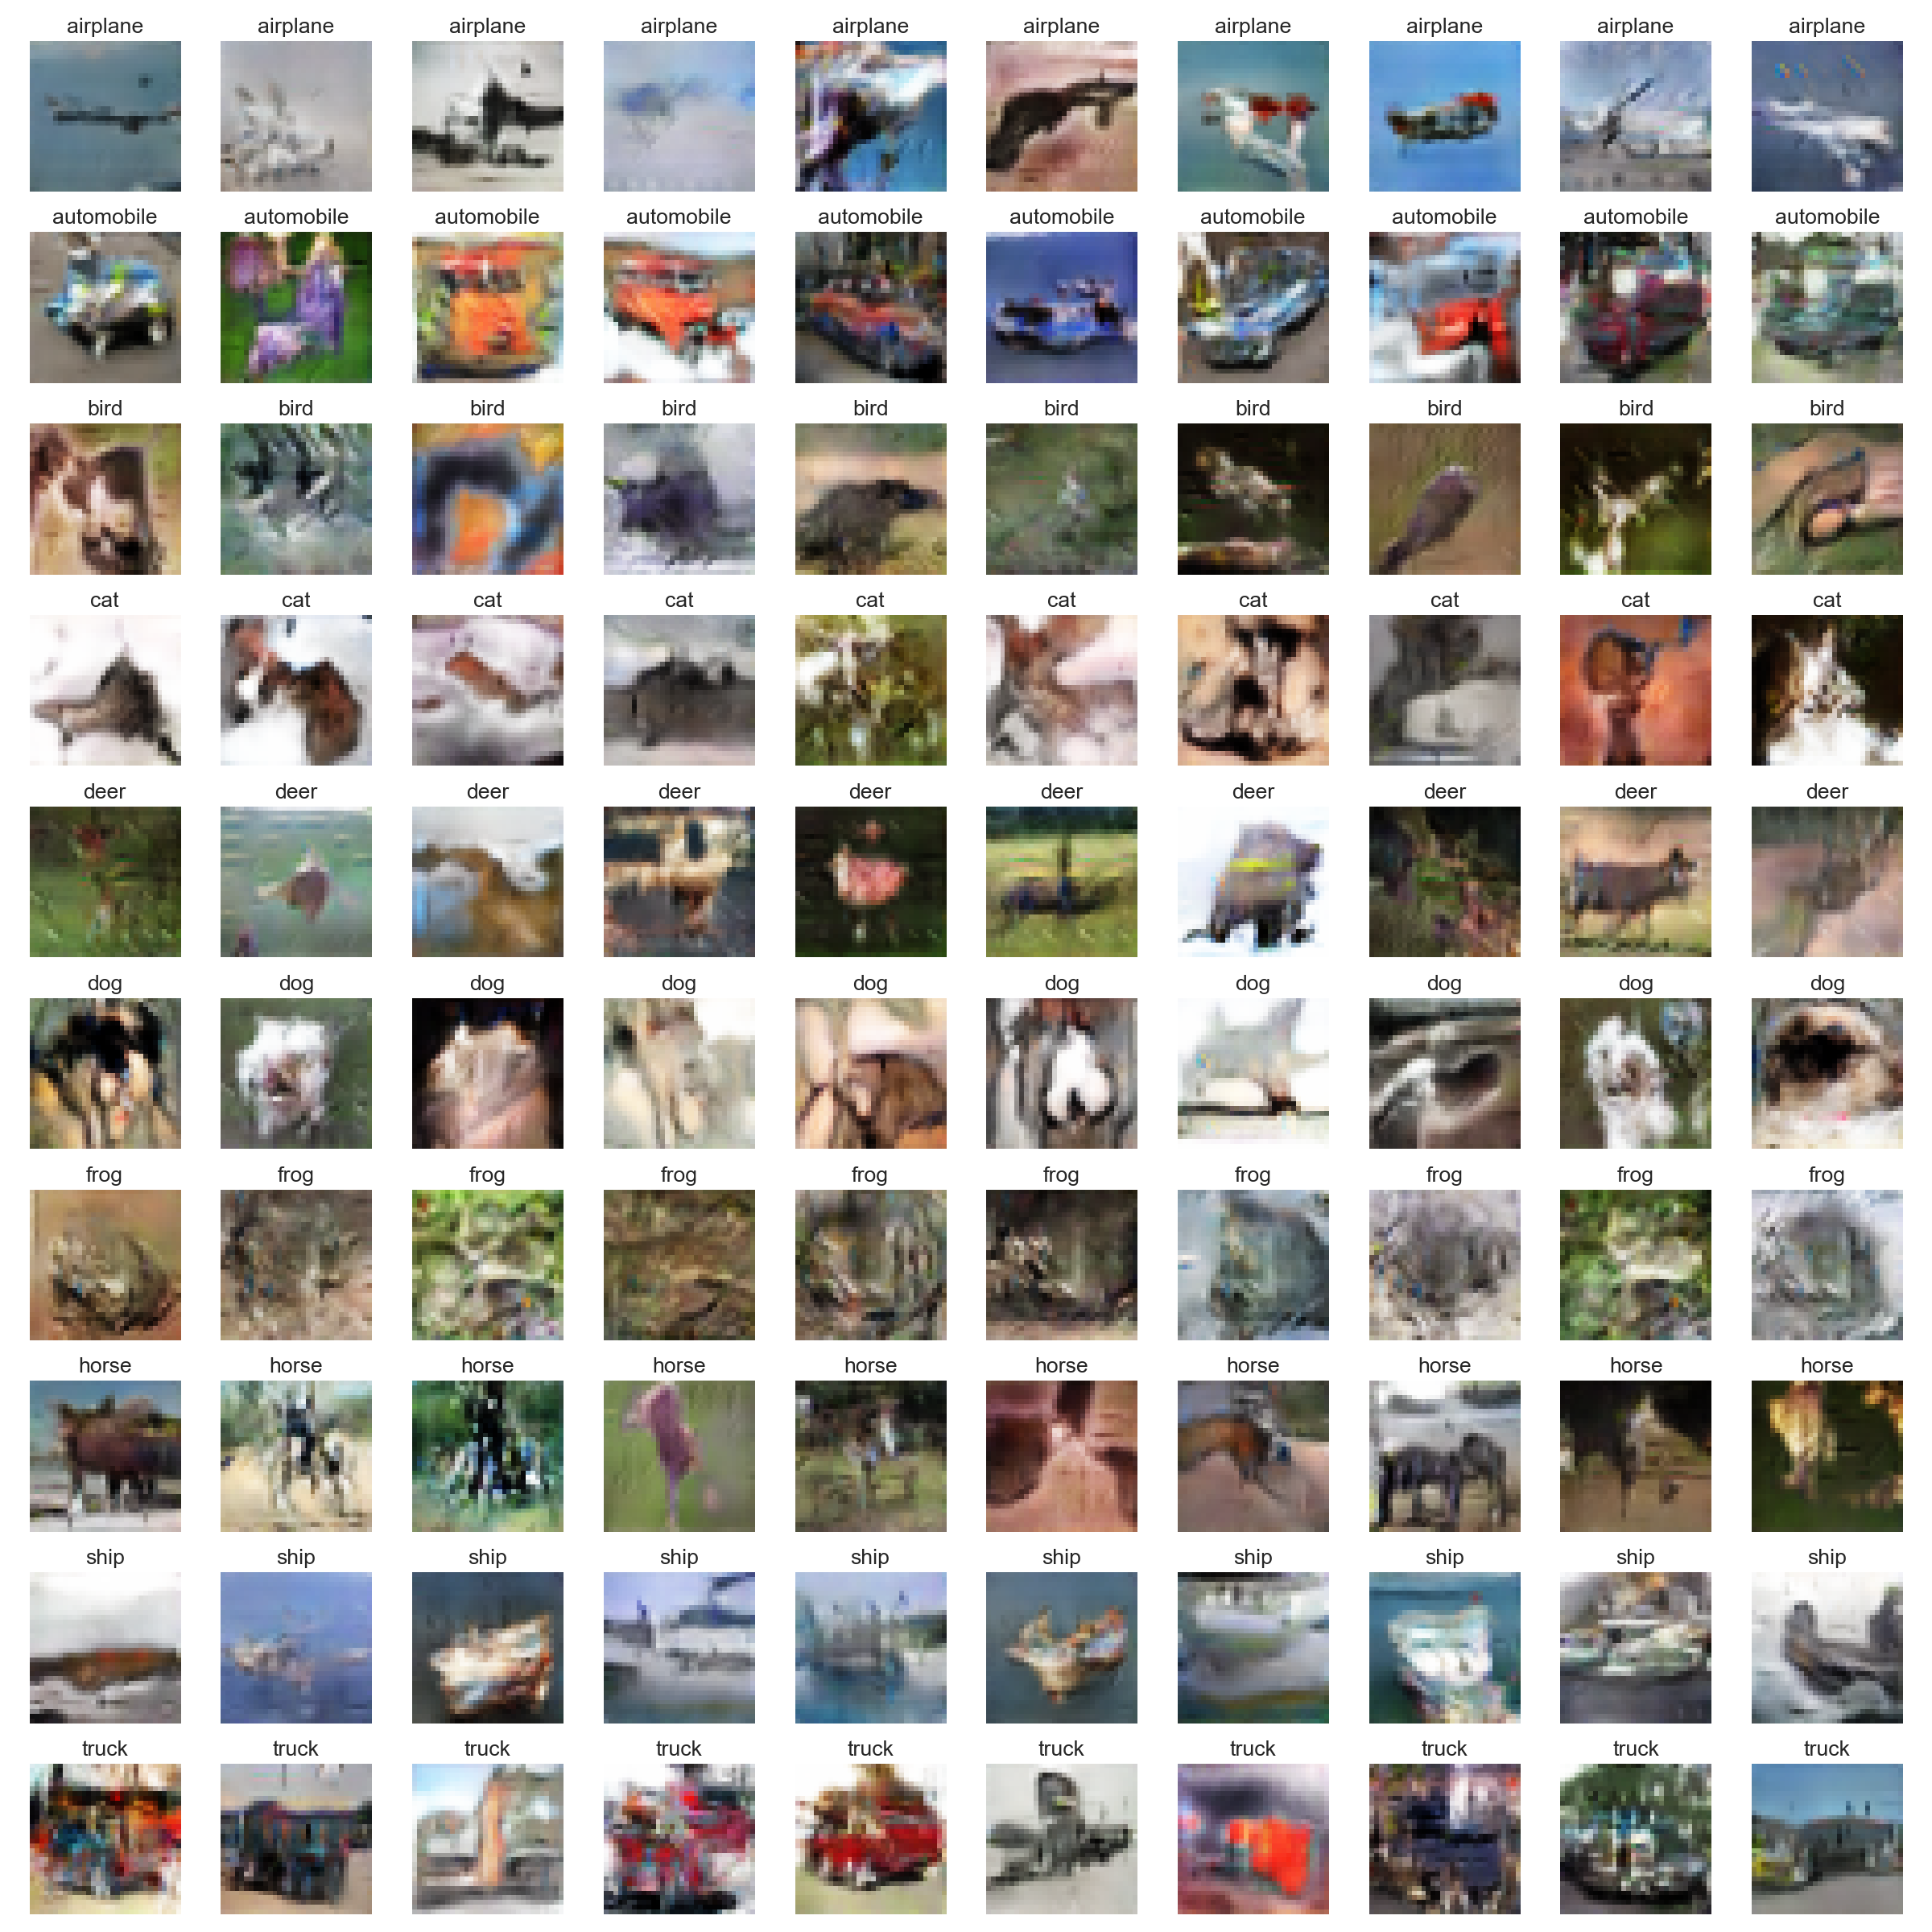 airplane airplane airplane airplane airplane airplane airplane airplane airplane airplane
automobile automobile automobile automobile automobile automobile automobile automobile automobile automobile
bird bird bird bird bird bird bird bird bird bird
cat cat cat cat cat cat cat cat cat cat
deer deer deer deer deer deer deer deer deer deer
dog dog dog dog dog dog dog dog dog dog
frog frog frog frog frog frog frog frog frog frog
horse horse horse horse horse horse horse horse horse horse
ship ship ship ship ship ship ship ship ship ship
truck truck truck truck truck truck truck truck truck truck